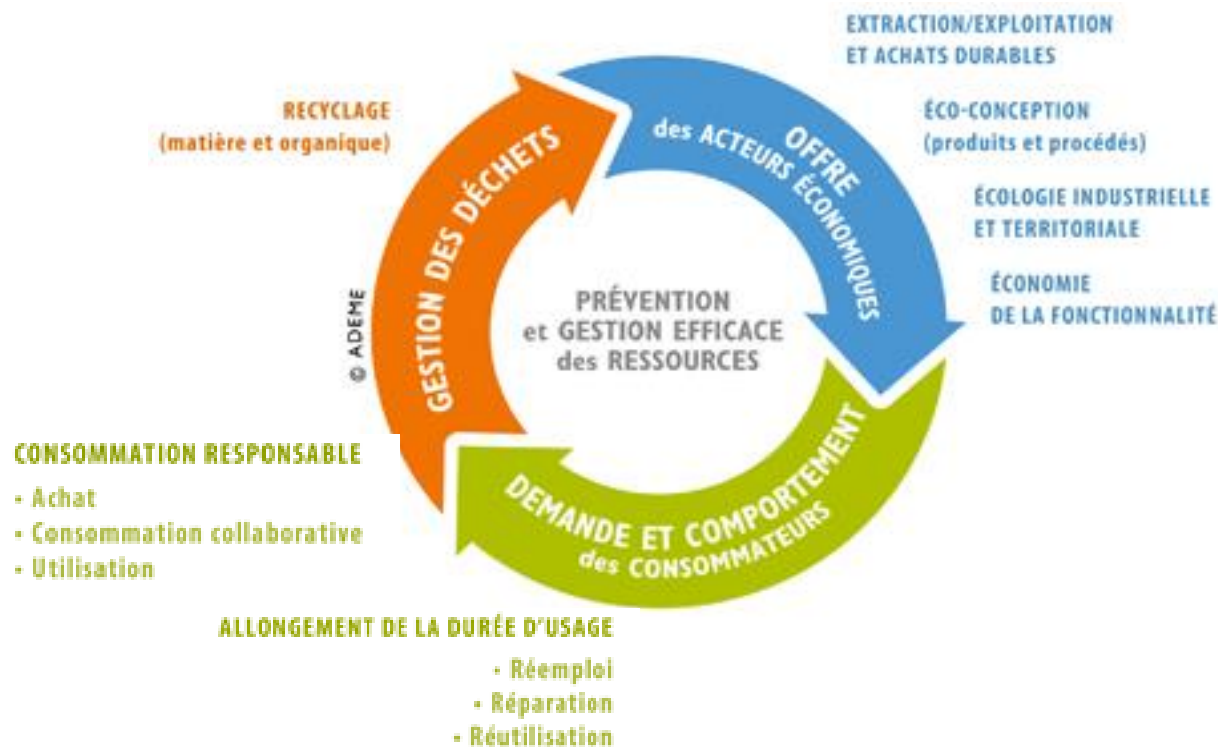 EXTRACTION/EXPLOITATION
ET ACHATS DURABLES
ÉCO-CONCEPTION
(produits et procédés)
ÉCOLOGIE INDUSTRIELLE
ET TERRITORIALE
ÉCONOMIE
DE LA FONCTIONNALITÉ
OFFRE
des ACTEURS ÉCONOMIQUES
RECYCLAGE
(matière et organique)
GESTION DES DÉCHETS
PRÉVENTION
et GESTION EFFICACE
des RESSOURCES
© ADEME
DEMANDE ET COMPORTEMENT
des CONSOMMATEURS
CONSOMMATION RESPONSABLE
• Achat
• Consommation collaborative
• Utilisation
ALLONGEMENT DE LA DURÉE D'USAGE
• Réemploi
• Réparation
• Réutilisation